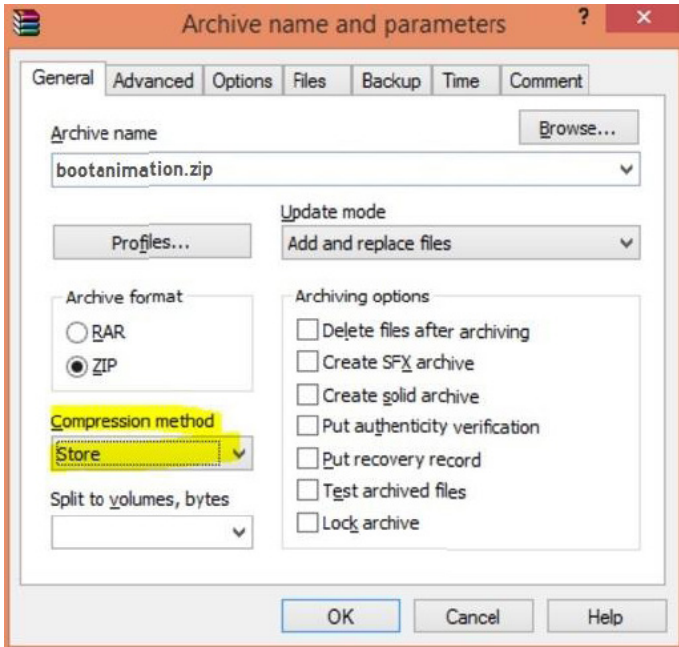 Archive name and parameters
?
General Advanced Options Files Backup Time Comment
Archive name
Browse...
bootanimation.zip
Update mode
Profiles...
Add and replace files
Archive format
RAR
ZIP
Compression method
Store
Split to volumes, bytes
Archiving options
Delete files after archiving
Create SFX archive
Create solid archive
Put authenticity verification
Put recovery record
Test archived files
Lock archive
OK Cancel Help